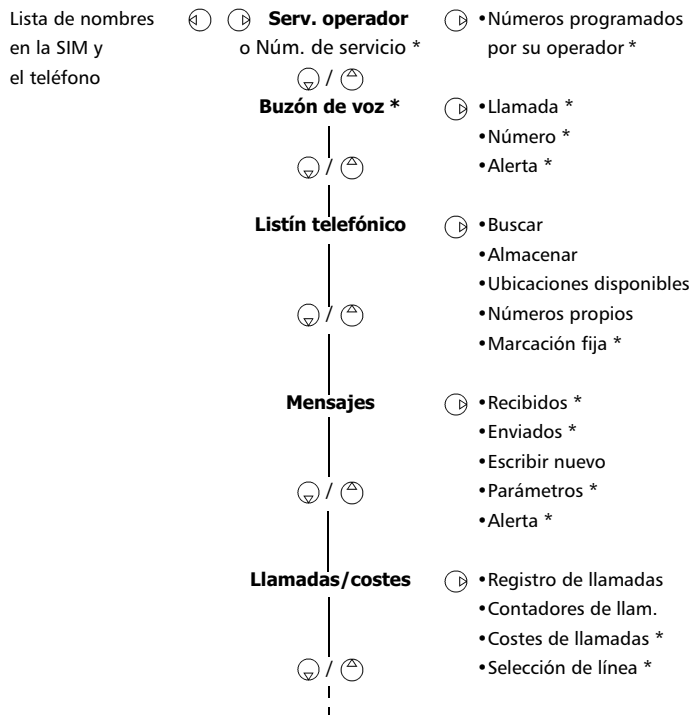 Lista de nombres
en la SIM y
el teléfono
Serv. operador
o Núm. de servicio *
•Números programados
por su operador *
/
Buzón de voz *
•Llamada *
•Número *
•Alerta *
/
Listín telefónico
•Buscar
•Almacenar
•Ubicaciones disponibles
•Números propios
•Marcación fija *
/
Mensajes
•Recibidos *
•Enviados *
•Escribir nuevo
•Parámetros *
•Alerta *
/
Llamadas/costes
•Registro de llamadas
•Contadores de llam.
•Costes de llamadas *
•Selección de línea *
/